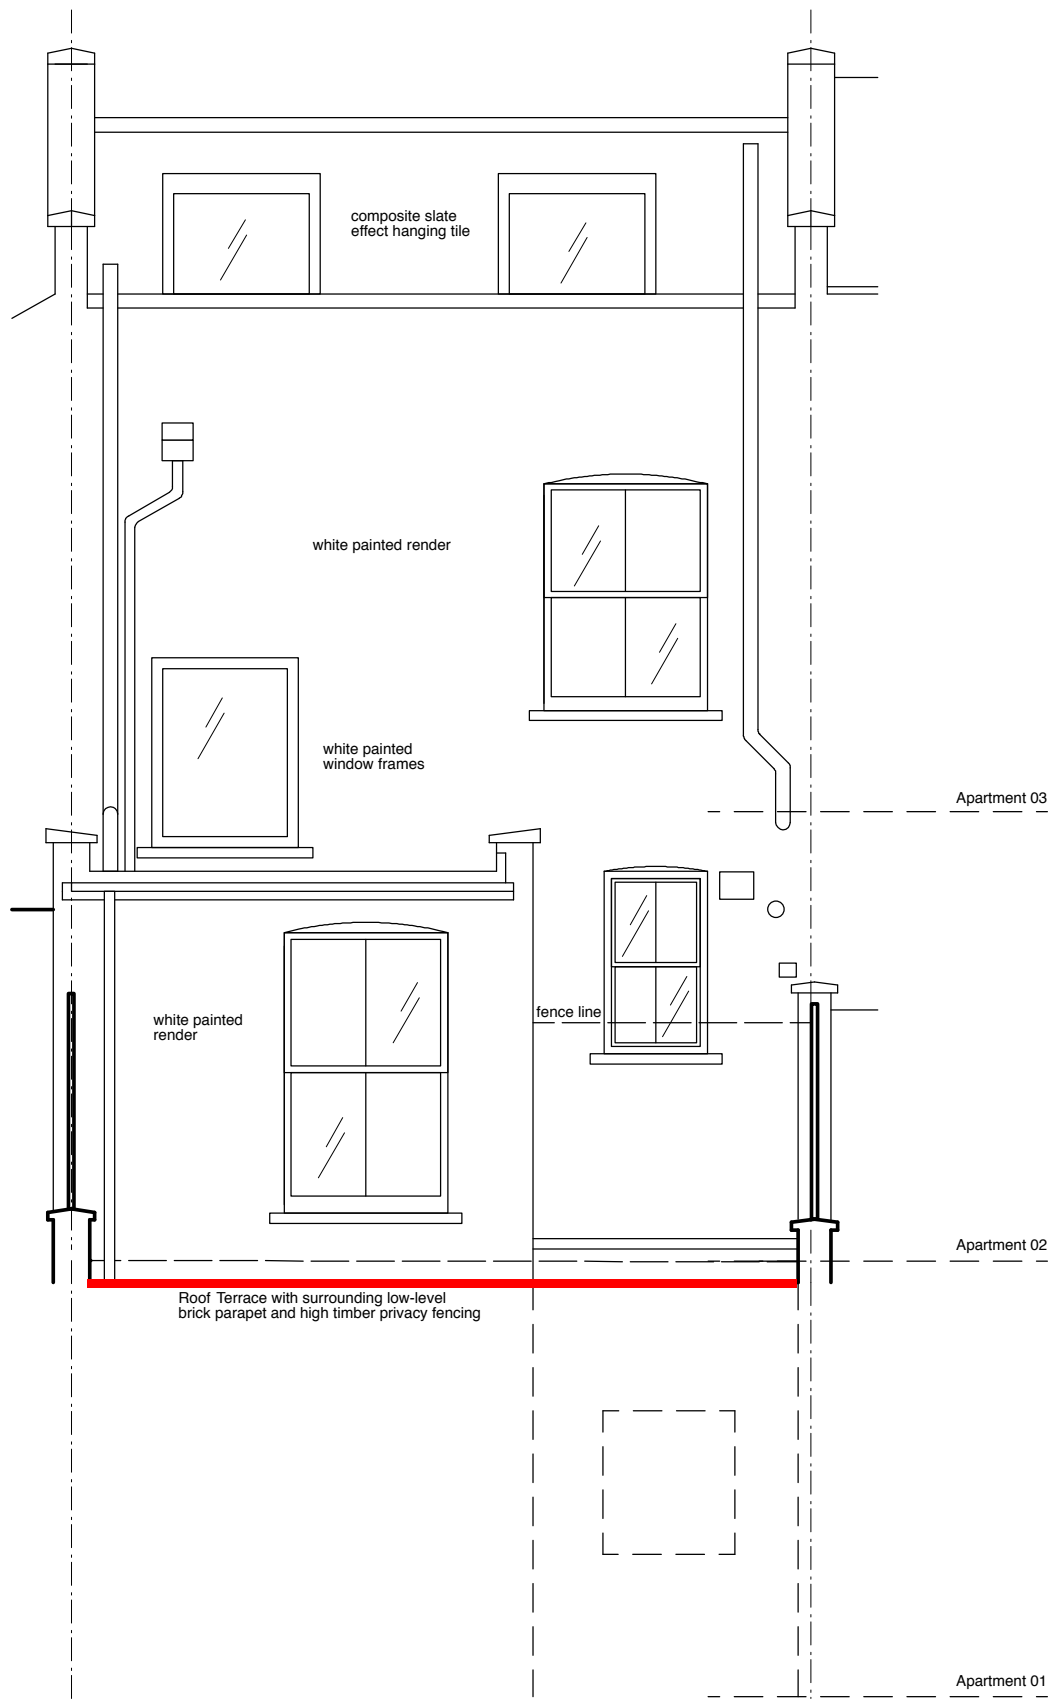 composite slate
effect hanging tile
white painted render
white painted
window frames
Apartment 03
fence line
white painted
render
Apartment 02
Roof Terrace with surrounding low-level
brick parapet and high timber privacy fencing
Apartment 01